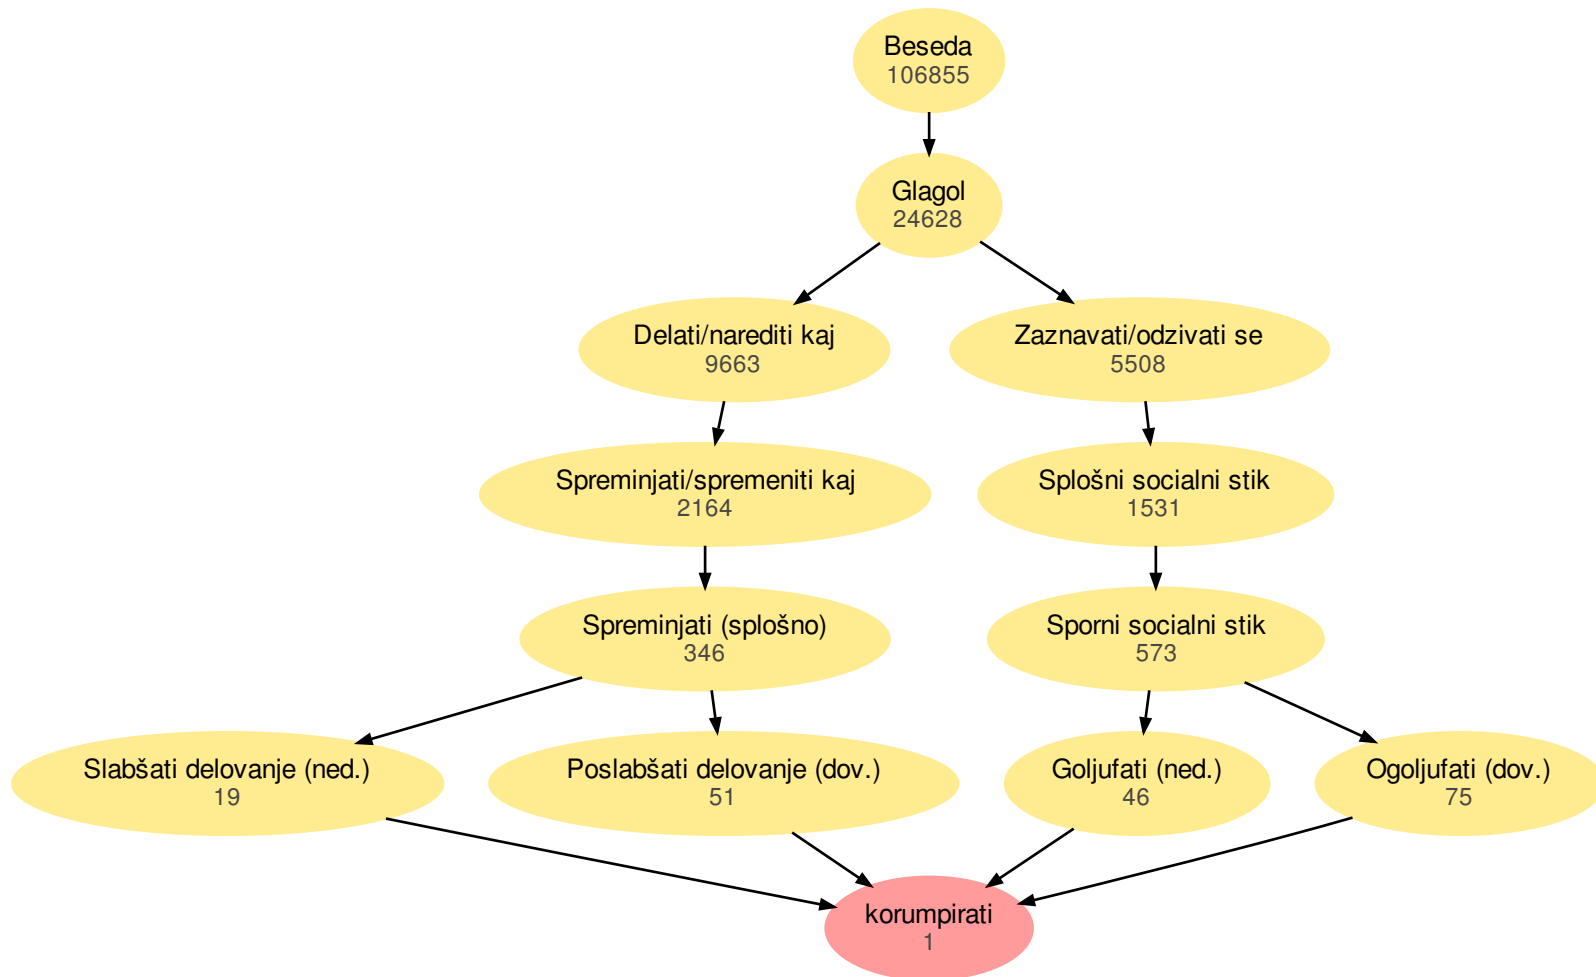 Beseda
106855
Glagol
24628
Delati/narediti kaj
9663
Zaznavati/odzivati se
5508
Spreminjati/spremeniti kaj
2164
Splošni socialni stik
1531
Spreminjati (splošno)
346
Sporni socialni stik
573
Slabšati delovanje (ned.)
19
Poslabšati delovanje (dov.)
51
Goljufati (ned.)
46
Ogoljufati (dov.)
75
korumpirati
1